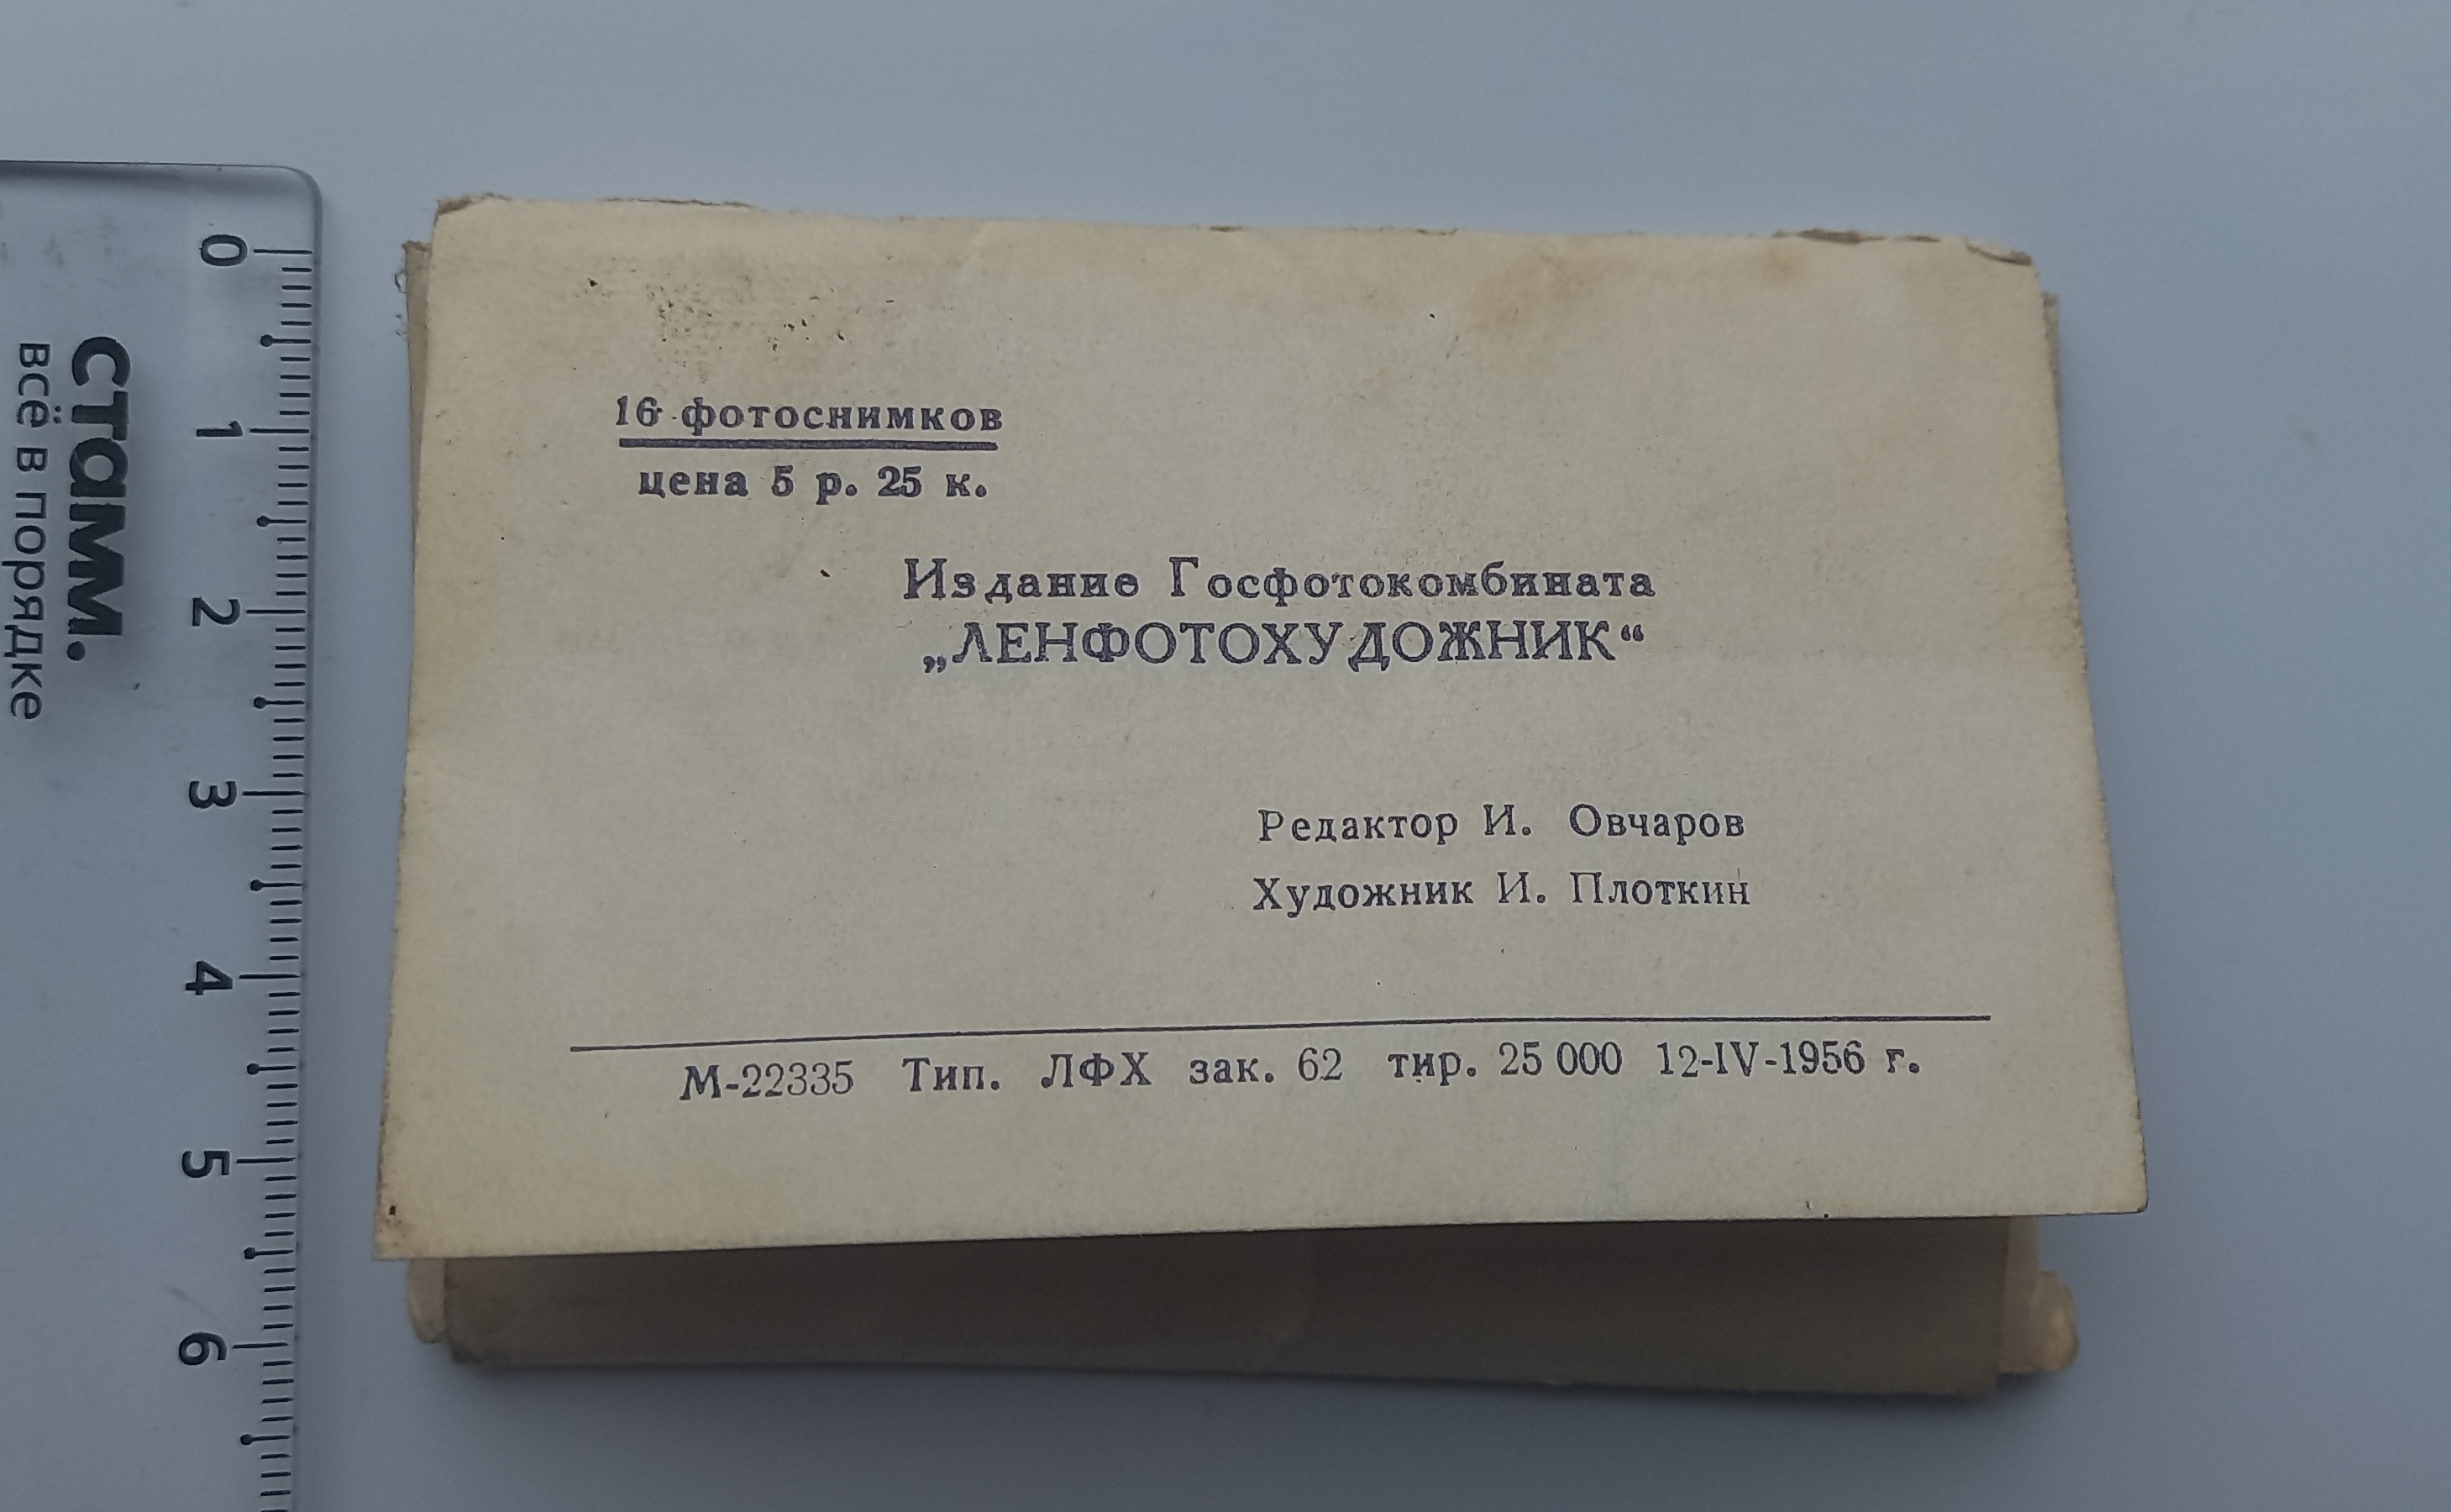 16 фотоснимков
цена 5 р. 25 к.
Издание Госфотокомбината
„ЛЕНФОТОХУДОЖНИК“
Редактор И. Овчаров
Художник И. Плоткин
М-22335 Тип. ЛФХ зак. 62 тир. 25 000 12-IV-1956 г.
стамм.
всё в порядке
0
1
2
3
4
5
6